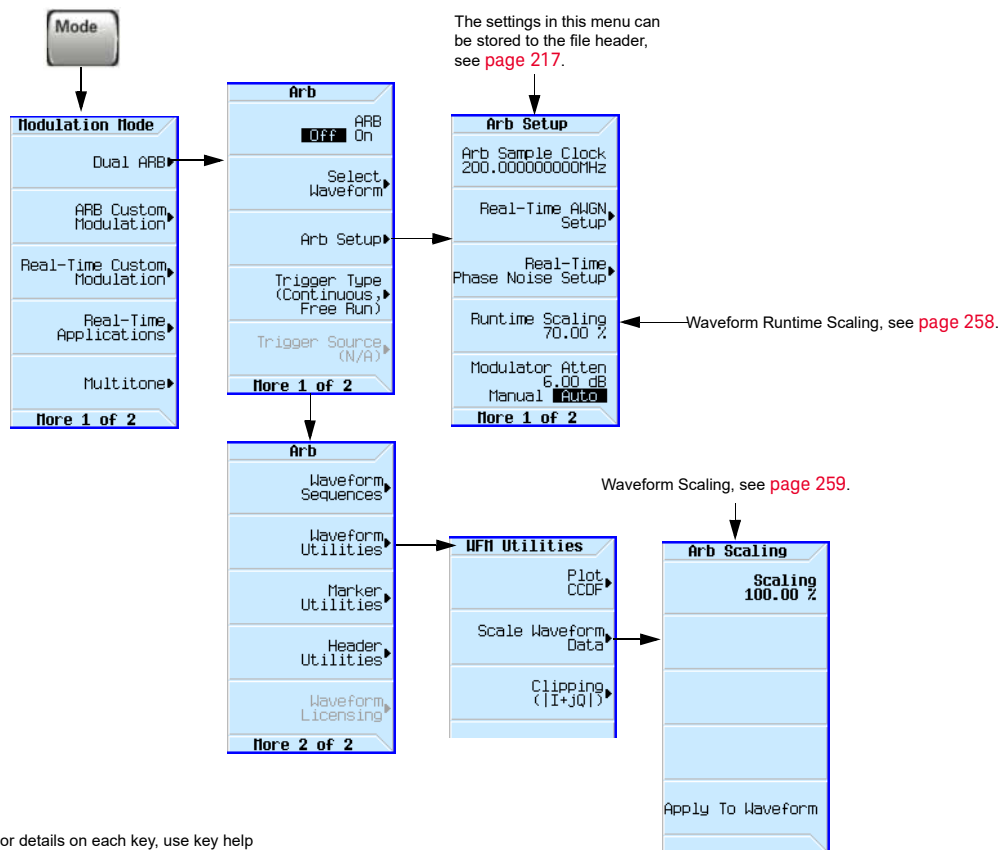 Mode
The settings in this menu can
be stored to the file header,
see page 217.
Modulation Mode
Dual ARB
ARB Custom
Modulation
Real-Time Custom
Modulation
Real-Time
Applications
Multitone
More 1 of 2
Arb
ARB
Off On
Select
Waveform
Arb Setup
Trigger Type
(Continuous,
Free Run)
Trigger Source
(N/A)
More 1 of 2
Arb Setup
Arb Sample Clock
200.000000000MHz
Real-Time AWGN
Setup
Real-Time
Phase Noise Setup
Runtime Scaling
70.00 %
Modulator Atten
6.00 dB
Manual Auto
More 1 of 2
Waveform Runtime Scaling, see page 258.
Arb
Waveform
Sequences
Waveform
Utilities
Marker
Utilities
Header
Utilities
Waveform
Licensing
More 2 of 2
WFM Utilities
Plot
CCDF
Scale Waveform
Data
Clipping
(|I+jQ|)
Waveform Scaling, see page 259.
Arb Scaling
Scaling
100.00 %
Apply To Waveform
or details on each key, use key help